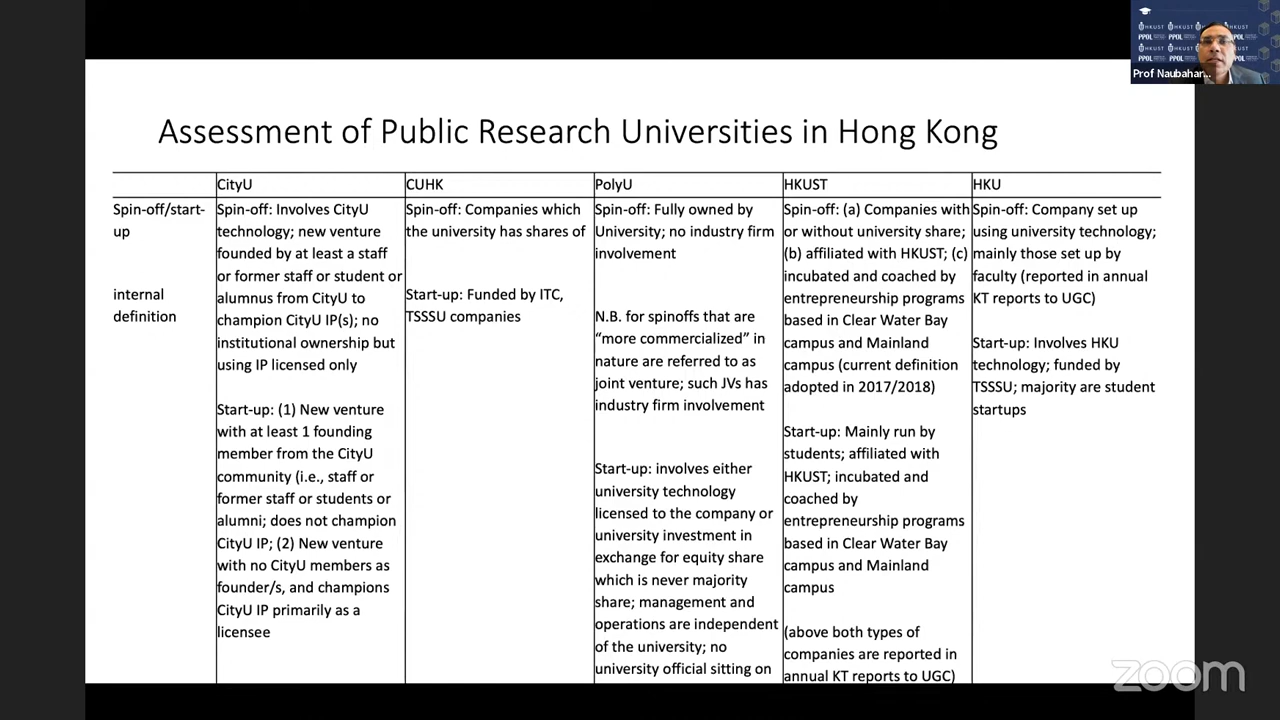 HKUST HKUST HKUST
PPOL PPOL PPOL
HKUST HKUST
PPOL PPOL POL
Prof Naubahar...
Assessment of Public Research Universities in Hong Kong
CityU
CUHK
PolyU
HKUST
HKU
Spin-off/start-
up
internal
definition
Spin-off: Involves CityU
technology; new venture
founded by at least a staff
or former staff or student or
alumnus from CityU to
champion CityU IP(s); no
institutional ownership but
using IP licensed only
Start-up: (1) New venture
with at least 1 founding
member from the CityU
community (i.e., staff or
former staff or students or
alumni; does not champion
CityU IP; (2) New venture
with no CityU members as
founder/s, and champions
CityU IP primarily as a
licensee
Spin-off: Companies which
the university has shares of
Start-up: Funded by ITC,
TSSSU companies
Spin-off: Fully owned by
University; no industry firm
involvement
N.B. for spinoffs that are
“more commercialized” in
nature are referred to as
joint venture; such JVs has
industry firm involvement
Start-up: involves either
university technology
licensed to the company or
university investment in
exchange for equity share
which is never majority
share; management and
operations are independent
of the university; no
university official sitting on
Spin-off: (a) Companies with
or without university share;
(b) affiliated with HKUST; (c)
incubated and coached by
entrepreneurship programs
based in Clear Water Bay
campus and Mainland
campus (current definition
adopted in 2017/2018)
Start-up: Mainly run by
students; affiliated with
HKUST; incubated and
coached by
entrepreneurship programs
based in Clear Water Bay
campus and Mainland
campus
(above both types of
companies are reported in
annual KT reports to UGC)
Spin-off: Company set up
using university technology;
mainly those set up by
faculty (reported in annual
KT reports to UGC)
Start-up: Involves HKU
technology; funded by
TSSSU; majority are student
startups
zoom